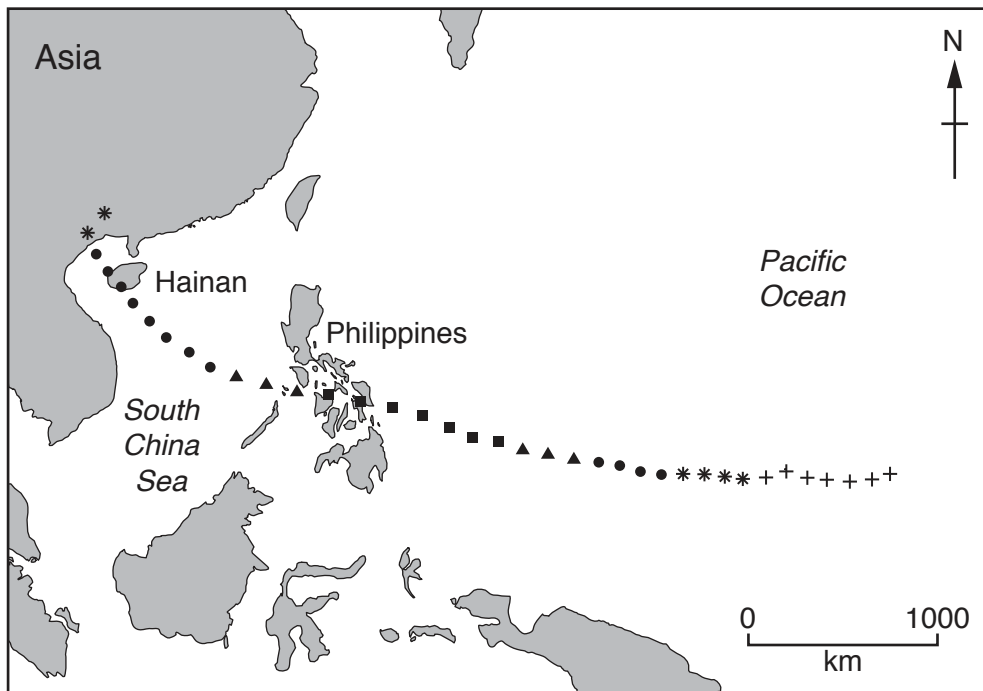 Asia
N
Hainan
Pacific
Ocean
Philippines
South
China
Sea
0 1000
km